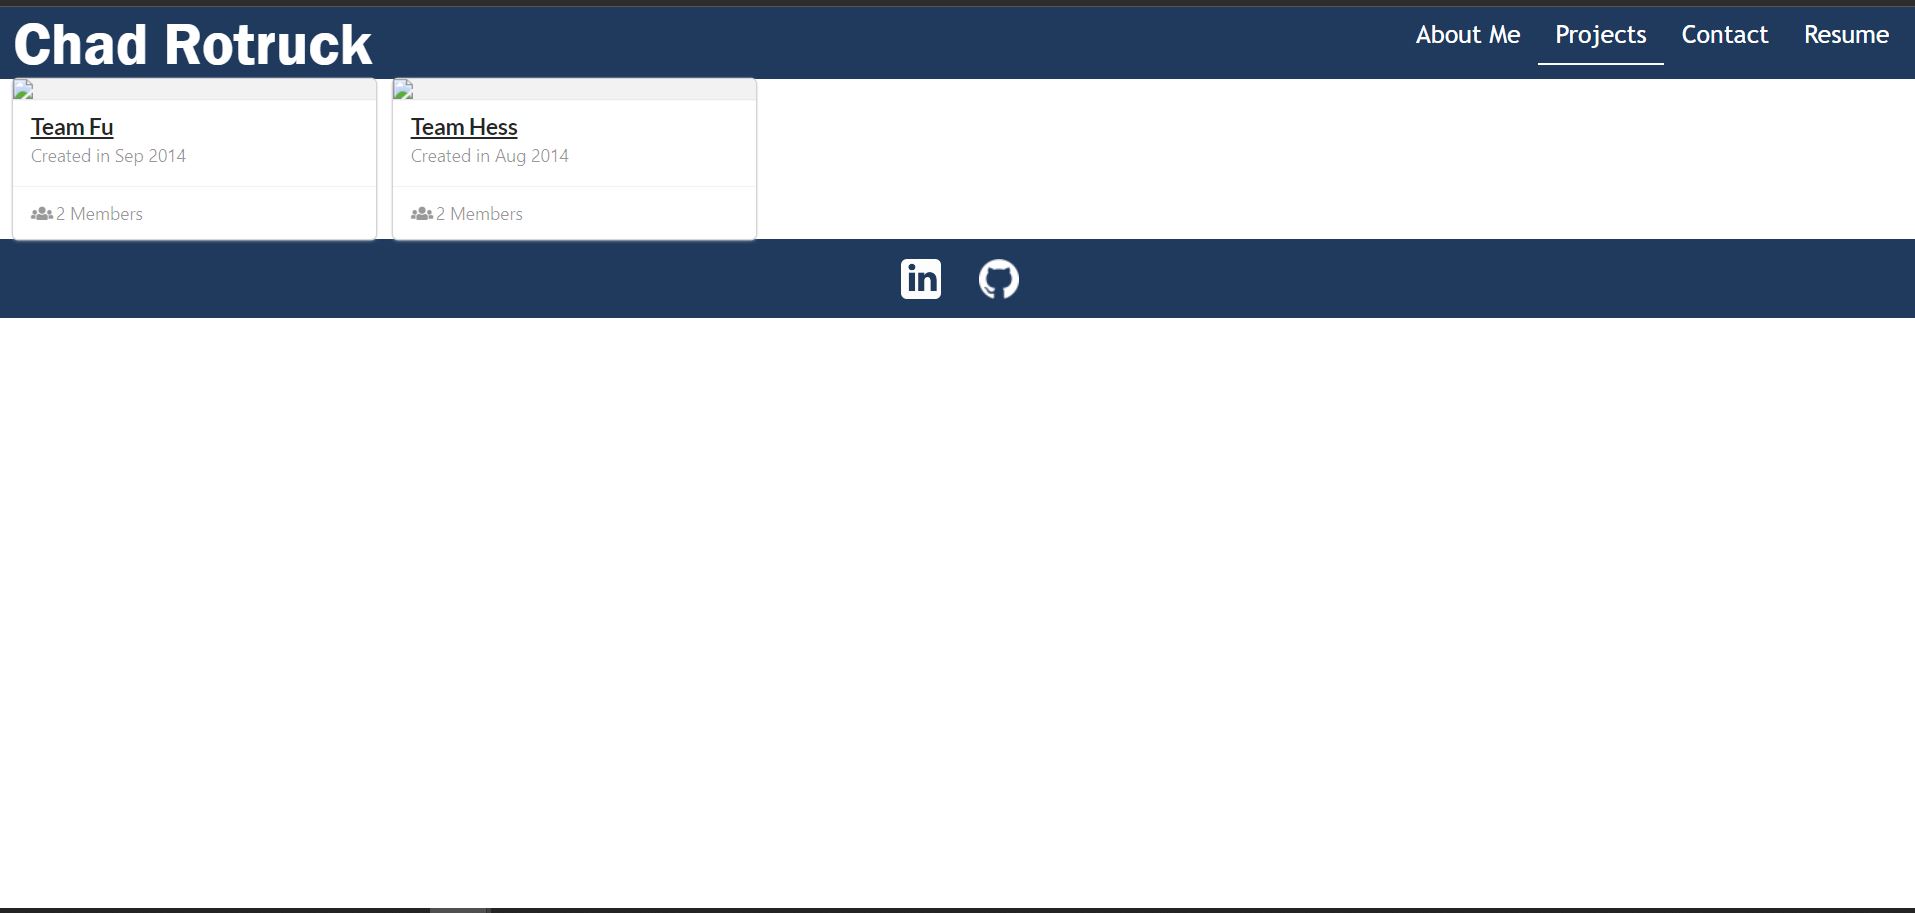 Chad Rotruck
About Me Projects Contact Resume
Team Fu
Created in Sep 2014
2 Members
Team Hess
Created in Aug 2014
2 Members
in